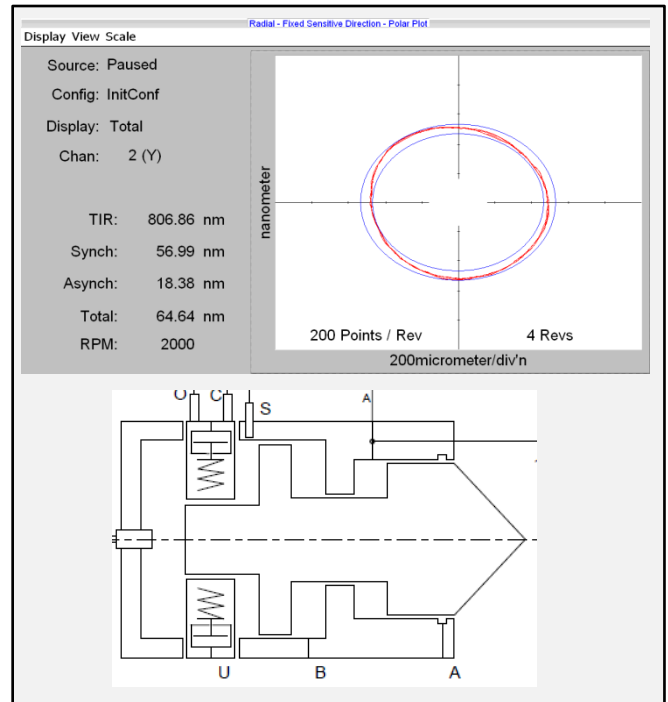 Radial - Fixed Sensitive Direction - Polar Plot
Display View Scale
Source: Paused
Config: InitConf
Display: Total
Chan: 2 (Y)
TIR: 806.86 nm
Synch: 56.99 nm
Asynch: 18.38 nm
Total: 64.64 nm
RPM: 2000
nanometer
200 Points / Rev 4 Revs
200micrometer/div'n
O C S A
U B A